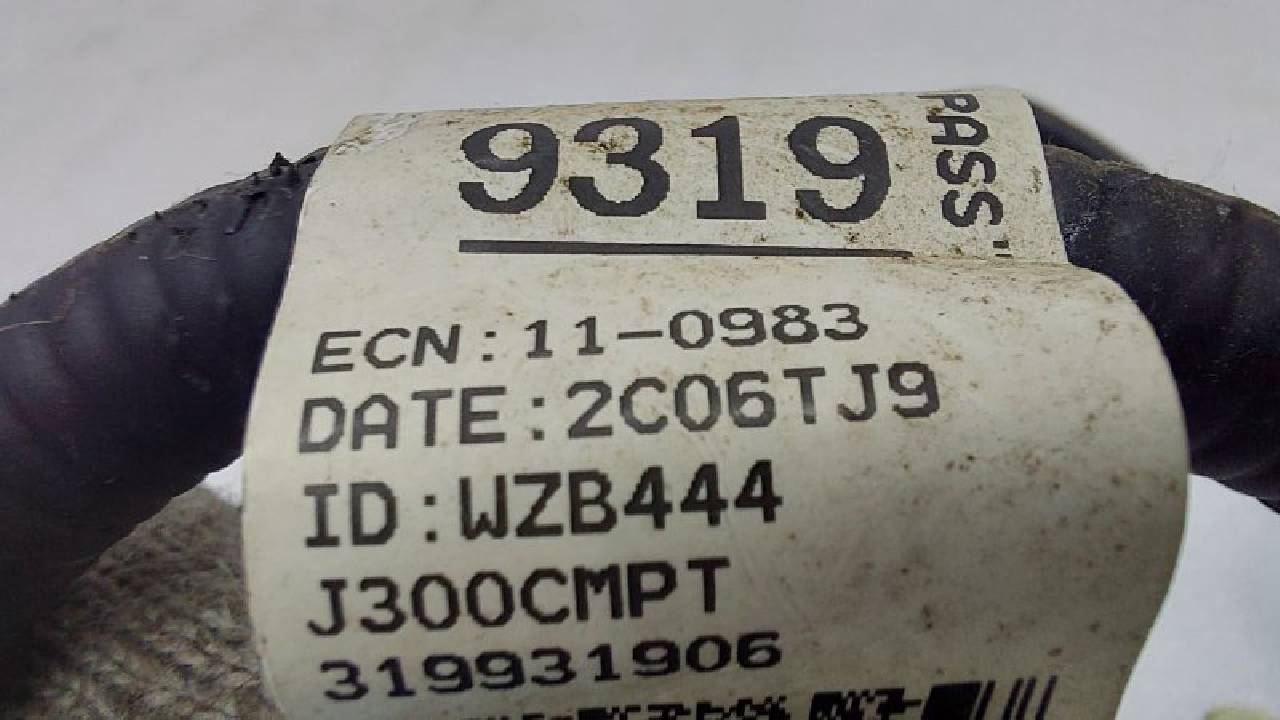 9319
PASS'
ECN:11-0983
DATE:2C06TJ9
ID:WZB444
J300CMPT
319931906